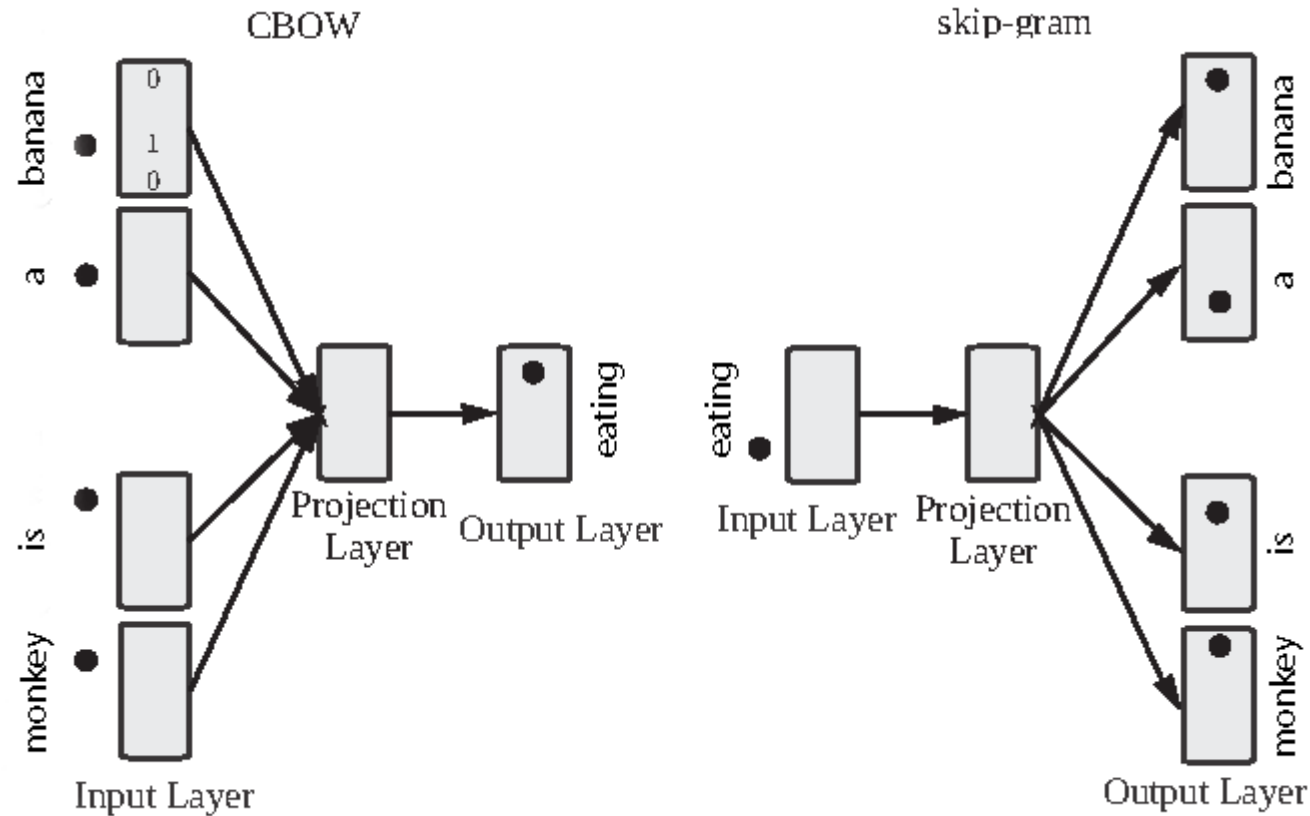 CBOW
banana
0
1
0
a
is
monkey
Input Layer
Projection
Layer
Output Layer
eating
skip-gram
eating
Input Layer
Projection
Layer
banana
a
is
monkey
Output Layer